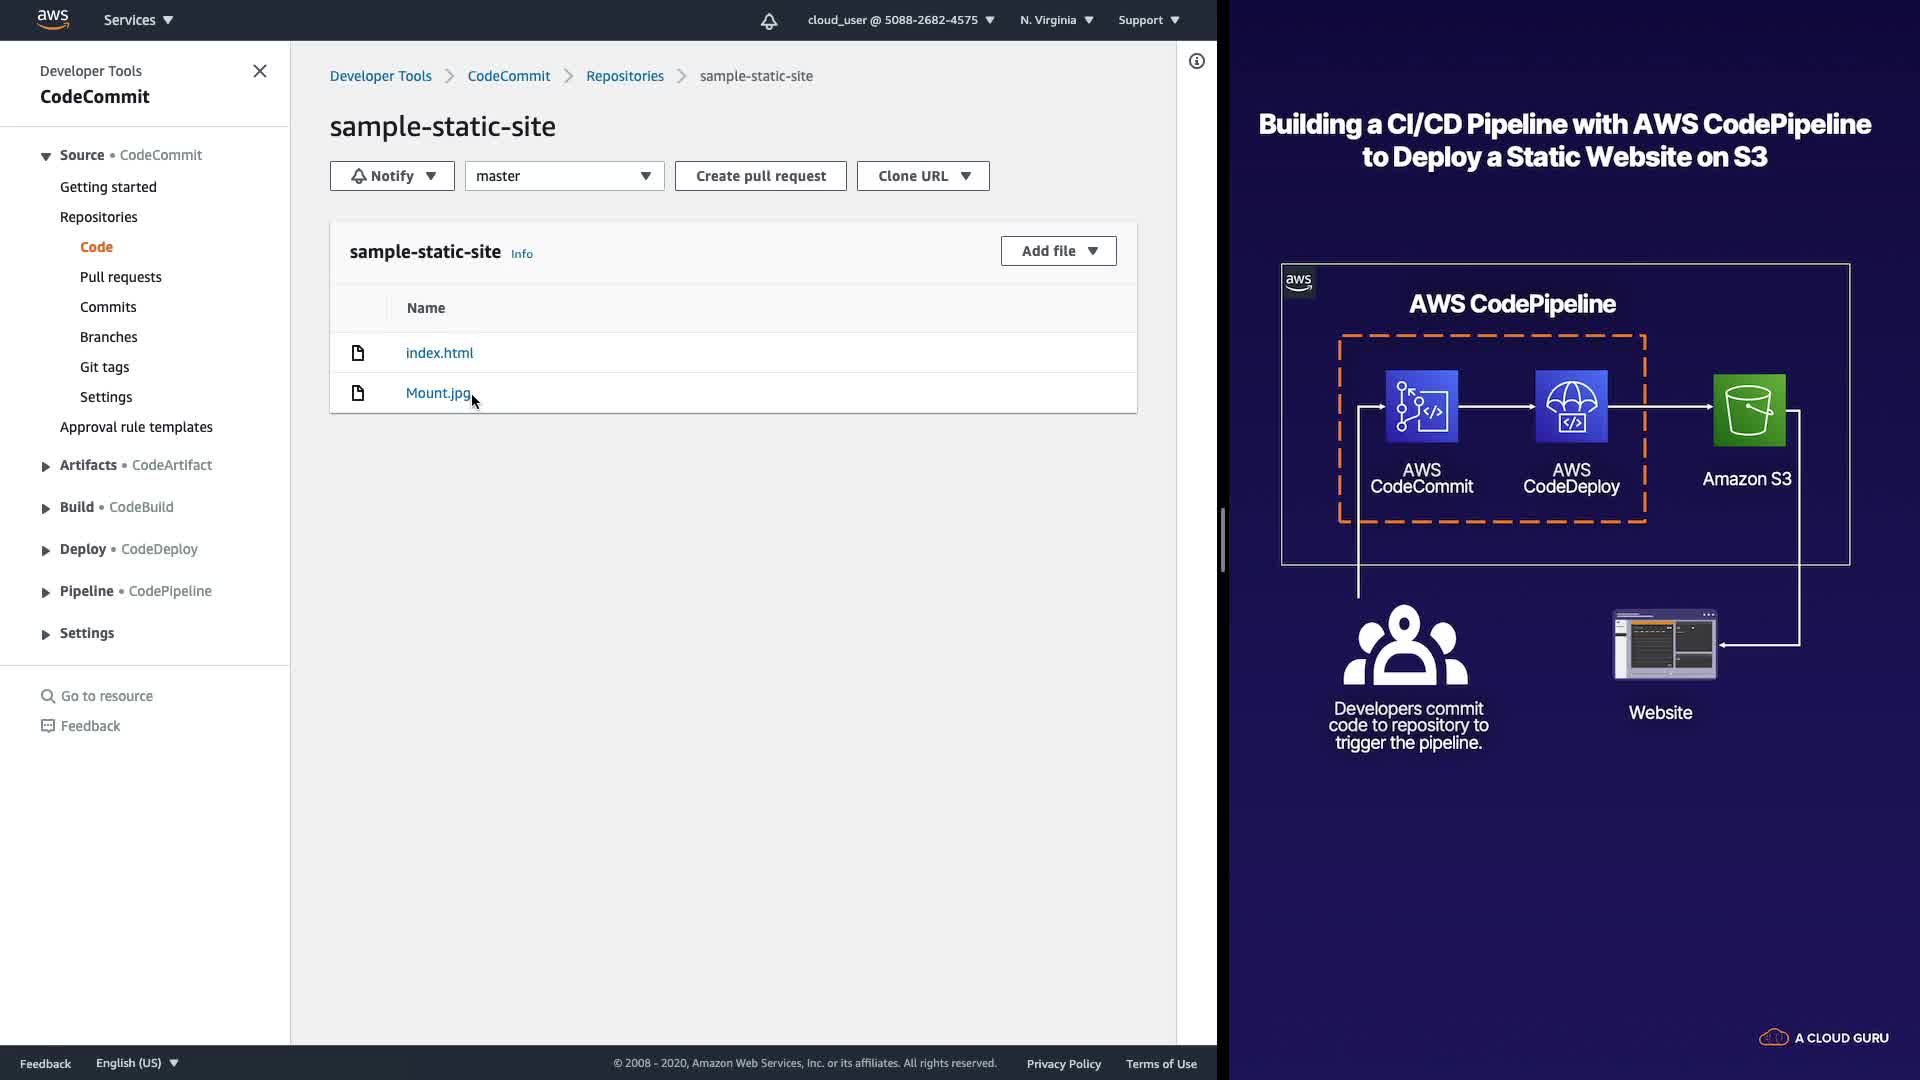 aws
Services
cloud_user @ 5088-2682-4575
N. Virginia
Support
Developer Tools
CodeCommit
Source • CodeCommit
Getting started
Repositories
Code
Pull requests
Commits
Branches
Git tags
Settings
Approval rule templates
Artifacts • CodeArtifact
Build • CodeBuild
Deploy • CodeDeploy
Pipeline • CodePipeline
Settings
Go to resource
Feedback
Developer Tools
CodeCommit
Repositories
sample-static-site
sample-static-site
Notify
master
Create pull request
Clone URL
sample-static-site Info
Add file
Name
index.html
Mount.jpg
Feedback
English (US)
© 2008 - 2020, Amazon Web Services, Inc. or its affiliates. All rights reserved.
Privacy Policy
Terms of Use
Building a CI/CD Pipeline with AWS CodePipeline
to Deploy a Static Website on S3
aws
AWS CodePipeline
AWS
CodeCommit
AWS
CodeDeploy
Amazon S3
Developers commit
code to repository to
trigger the pipeline.
Website
A CLOUD GURU